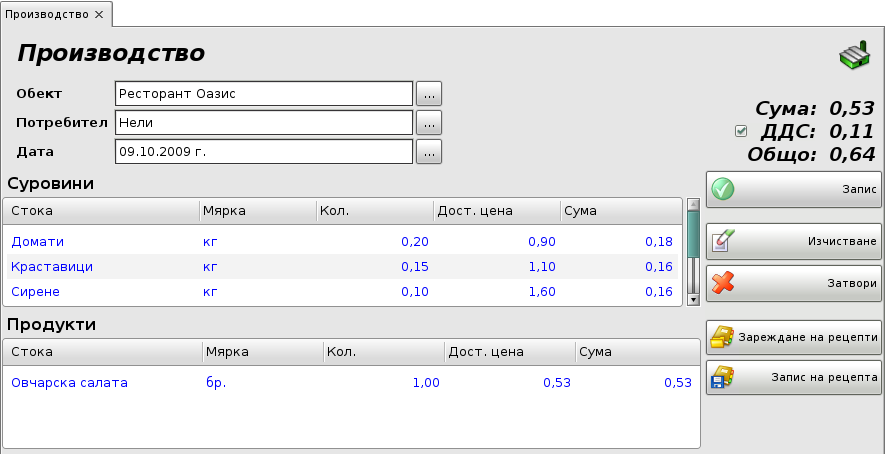 Производство
Производство
Обект Ресторант Оазис ...
Потребител Нели ...
Дата 09.10.2009 г. ...
Сума: 0,53
ДДС: 0,11
Общо: 0,64
Суровини
Стока Мярка Кол. Дост. цена Сума
Домати кг 0,20 0,90 0,18
Краставици кг 0,15 1,10 0,16
Сирене кг 0,10 1,60 0,16
Продукти
Стока Мярка Кол. Дост. цена Сума
Овчарска салата бр. 1,00 0,53 0,53
Запис
Изчистване
Затвори
Зареждане на рецепти
Запис на рецепта